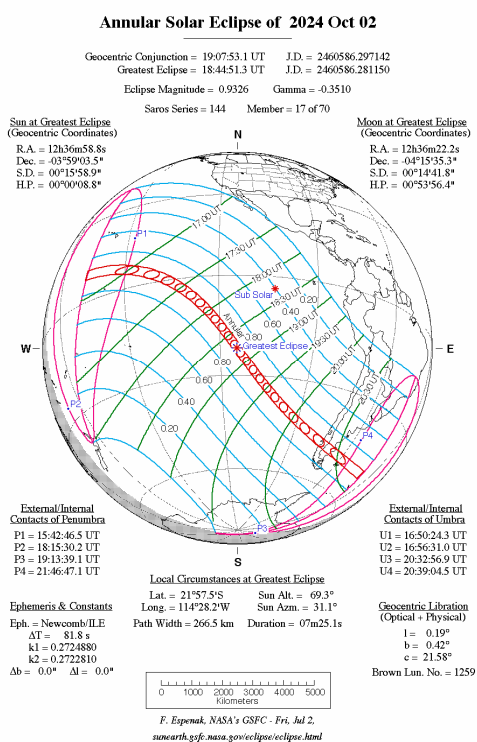 Annular Solar Eclipse of 2024 Oct 02
Geocentric Conjunction = 19:07:53.1 UT J.D. = 2460586.297142
Greatest Eclipse = 18:44:51.3 UT J.D. = 2460586.281150
Eclipse Magnitude = 0.9326 Gamma = -0.3510
Saros Series = 144 Member = 17 of 70
Sun at Greatest Eclipse
(Geocentric Coordinates)
R.A. = 12h36m58.8s
Dec. = -03°59'03.5"
S.D. = 00°15'58.9"
H.P. = 00°00'08.8"
Moon at Greatest Eclipse
(Geocentric Coordinates)
R.A. = 12h36m22.2s
Dec. = -04°15'35.3"
S.D. = 00°14'41.8"
H.P. = 00°53'56.4"
N
P1
17:00 UT
17:30 UT
18:00 UT
Sub Solar
18:30 UT
0.20
0.40
0.60
19:00 UT
0.80
Annular
19:30 UT
W
Greatest Eclipse
E
20:00 UT
0.80
0.60
20:30 UT
0.40
P2
0.20
P4
P3
S
External/Internal
Contacts of Penumbra
P1 = 15:42:46.5 UT
P2 = 18:15:30.2 UT
P3 = 19:13:39.1 UT
P4 = 21:46:47.1 UT
External/Internal
Contacts of Umbra
U1 = 16:50:24.3 UT
U2 = 16:56:31.0 UT
U3 = 20:32:56.9 UT
U4 = 20:39:04.5 UT
Local Circumstances at Greatest Eclipse
Lat. = 21°57.5'S Sun Alt. = 69.3°
Long. = 114°28.2'W Sun Azm. = 31.1°
Path Width = 266.5 km Duration = 07m25.1s
Ephemeris & Constants
Eph. = Newcomb/ILE
ΔT = 81.8 s
k1 = 0.2724880
k2 = 0.2722810
Δb = 0.0" Δl = 0.0"
Geocentric Libration
(Optical + Physical)
l = 0.19°
b = 0.42°
c = 21.58°
Brown Lun. No. = 1259
0 1000 2000 3000 4000 5000
Kilometers
F. Espenak, NASA's GSFC - Fri, Jul 2,
sunearth.gsfc.nasa.gov/eclipse/eclipse.html